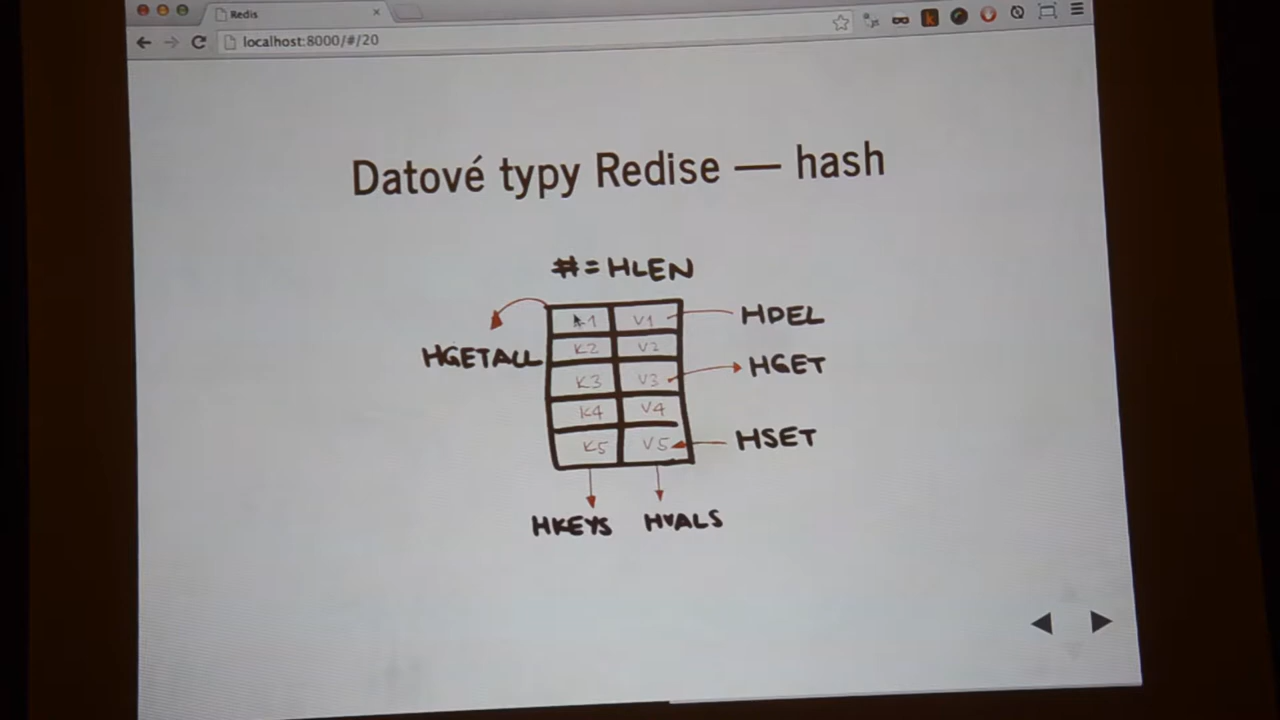 Redis
localhost:8000/#/20
Datové typy Redise — hash
#=HLEN
K1 V1 HDEL
HGETALL K2 V2
K3 V3 HGET
K4 V4
K5 V5 HSET
HKEYS HVALS